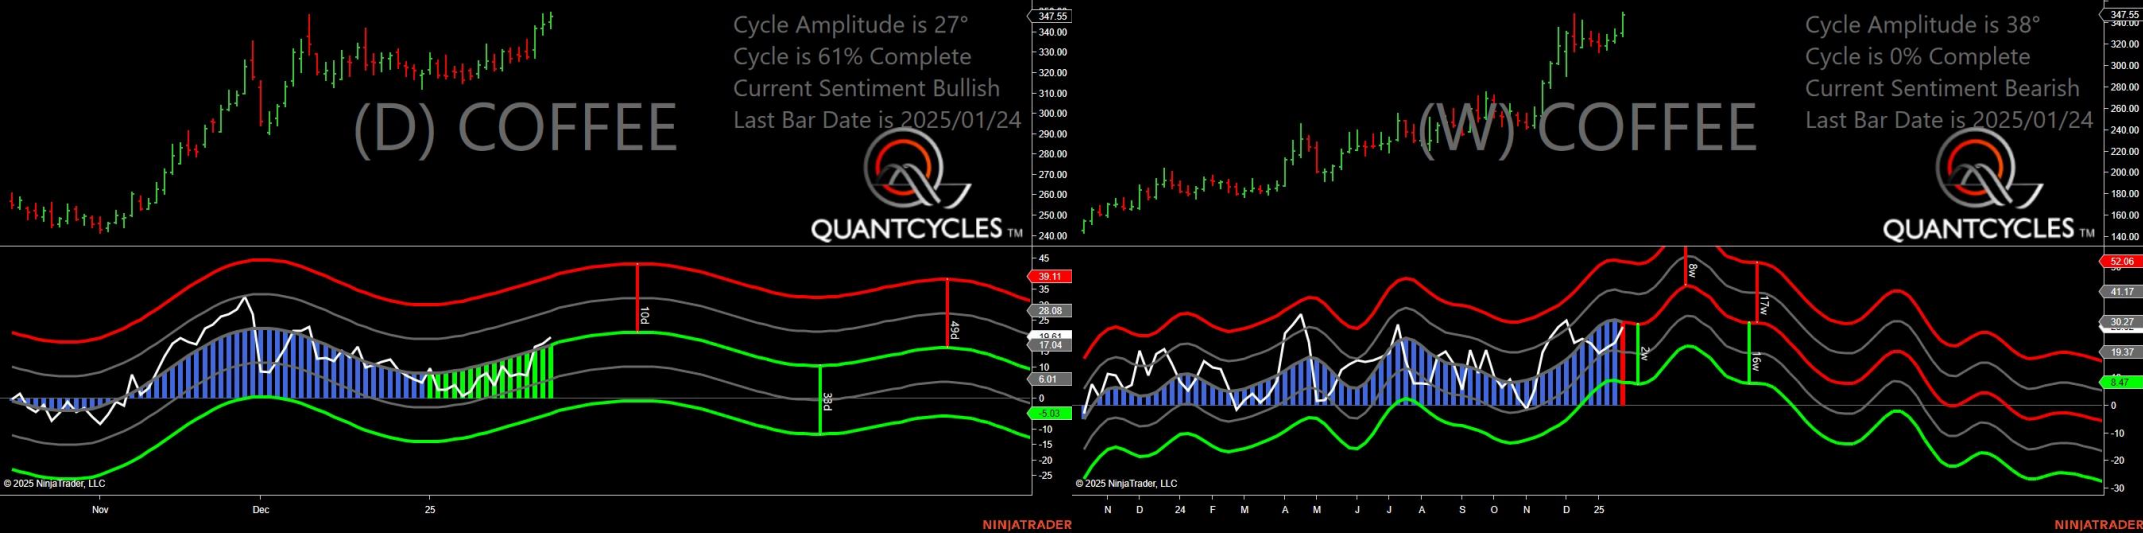 Cycle Amplitude is 27°
Cycle is 61% Complete
Current Sentiment Bullish
Last Bar Date is 2025/01/24
(D) COFFEE
QUANTCYCLES TM
347.55
340.00
330.00
320.00
310.00
300.00
290.00
280.00
270.00
260.00
250.00
240.00
45
39.11
35
28.08
25
17.04
10
6.01
0
-5.03
-10
-15
-20
-25
10d
38d
49d
© 2025 NinjaTrader, LLC
Nov
Dec
25
NINJATRADER
Cycle Amplitude is 38°
Cycle is 0% Complete
Current Sentiment Bearish
Last Bar Date is 2025/01/24
(W) COFFEE
QUANTCYCLES TM
347.55
320.00
300.00
280.00
260.00
240.00
220.00
200.00
180.00
160.00
140.00
52.06
41.17
30.27
19.37
8.47
0
-10
-20
-30
2w
8w
16w
17w
© 2025 NinjaTrader, LLC
N D 24 F M A M J J A S O N D 25
NINJATRADER